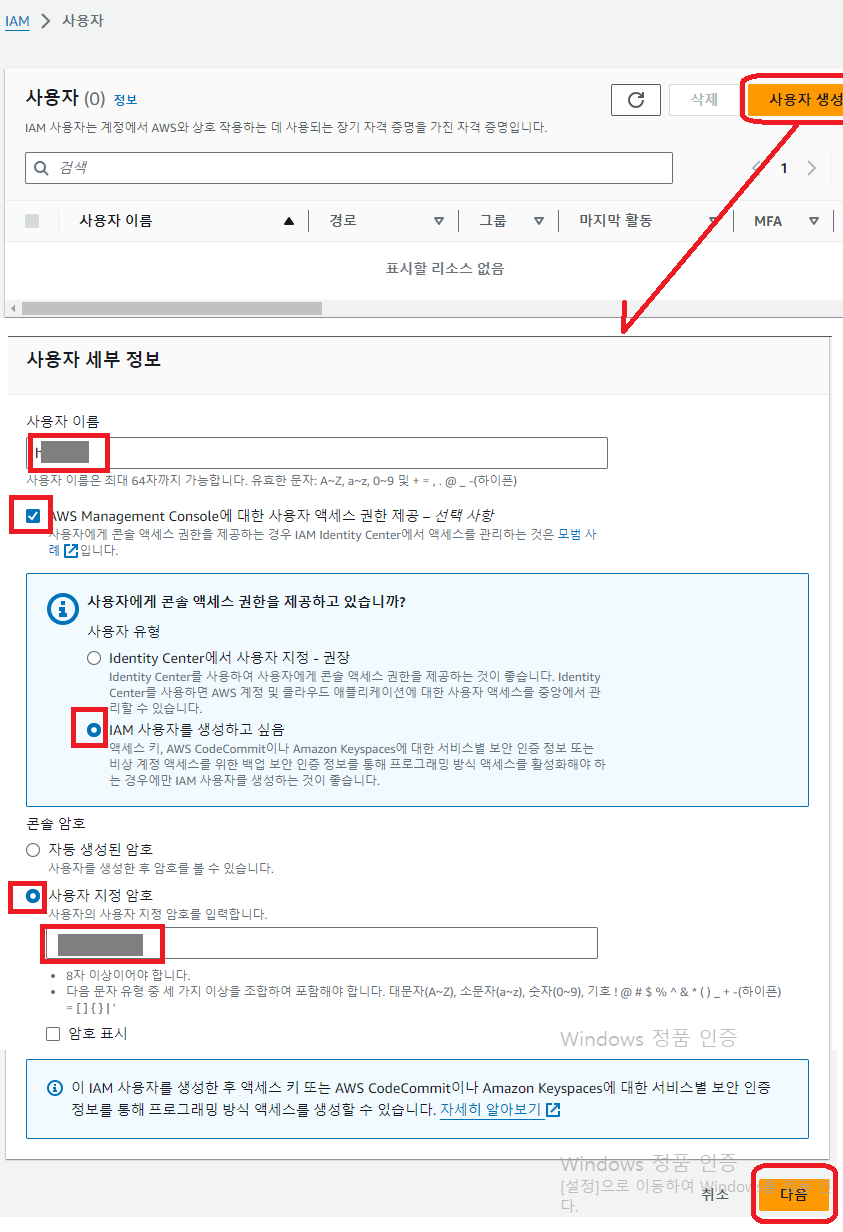 IAM > 사용자
사용자 (0) 정보
삭제
사용자 생성
IAM 사용자는 계정에서 AWS와 상호 작용하는 데 사용되는 장기 자격 증명을 가진 자격 증명입니다.
검색
1
사용자 이름
경로
그룹
마지막 활동
MFA
표시할 리소스 없음
사용자 세부 정보
사용자 이름
h
사용자 이름은 최대 64자까지 가능합니다. 유효한 문자: A~Z, a~z, 0~9 및 + = , . @ _ -(하이픈)
AWS Management Console에 대한 사용자 액세스 권한 제공 – 선택 사항
사용자에게 콘솔 액세스 권한을 제공하는 경우 IAM Identity Center에서 액세스를 관리하는 것은 모범 사
례 입니다.
사용자에게 콘솔 액세스 권한을 제공하고 있습니까?
사용자 유형
Identity Center에서 사용자 지정 - 권장
Identity Center를 사용하여 사용자에게 콘솔 액세스 권한을 제공하는 것이 좋습니다. Identity
Center를 사용하면 AWS 계정 및 클라우드 애플리케이션에 대한 사용자 액세스를 중앙에서 관
리할 수 있습니다.
IAM 사용자를 생성하고 싶음
액세스 키, AWS CodeCommit이나 Amazon Keyspaces에 대한 서비스별 보안 인증 정보 또는
비상 계정 액세스를 위한 백업 보안 인증 정보를 통해 프로그래밍 방식 액세스를 활성화해야 하
는 경우에만 IAM 사용자를 생성하는 것이 좋습니다.
콘솔 암호
자동 생성된 암호
사용자를 생성한 후 암호를 볼 수 있습니다.
사용자 지정 암호
사용자의 사용자 지정 암호를 입력합니다.
• 8자 이상이어야 합니다.
• 다음 문자 유형 중 세 가지 이상을 조합하여 포함해야 합니다. 대문자(A~Z), 소문자(a~z), 숫자(0~9), 기호 ! @ # $ % ^ & * ( ) _ + -(하이픈)
= [ ] { } | '
암호 표시
Windows 정품 인증
이 IAM 사용자를 생성한 후 액세스 키 또는 AWS CodeCommit이나 Amazon Keyspaces에 대한 서비스별 보안 인증
정보를 통해 프로그래밍 방식 액세스를 생성할 수 있습니다. 자세히 알아보기
Windows 정품 인증
[설정]으로 이동하여 Windows를
다.
취소
다음